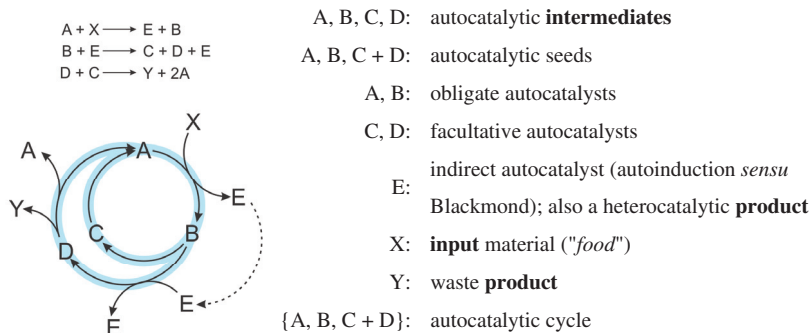 A + X ⟶ E + B
B + E ⟶ C + D + E
D + C ⟶ Y + 2A
A, B, C, D: autocatalytic intermediates
A, B, C + D: autocatalytic seeds
A, B: obligate autocatalysts
C, D: facultative autocatalysts
E: indirect autocatalyst (autoinduction sensu
Blackmond); also a heterocatalytic product
X: input material ("food")
Y: waste product
{A, B, C + D}: autocatalytic cycle
X
A
A
E
Y
C
B
D
E
E